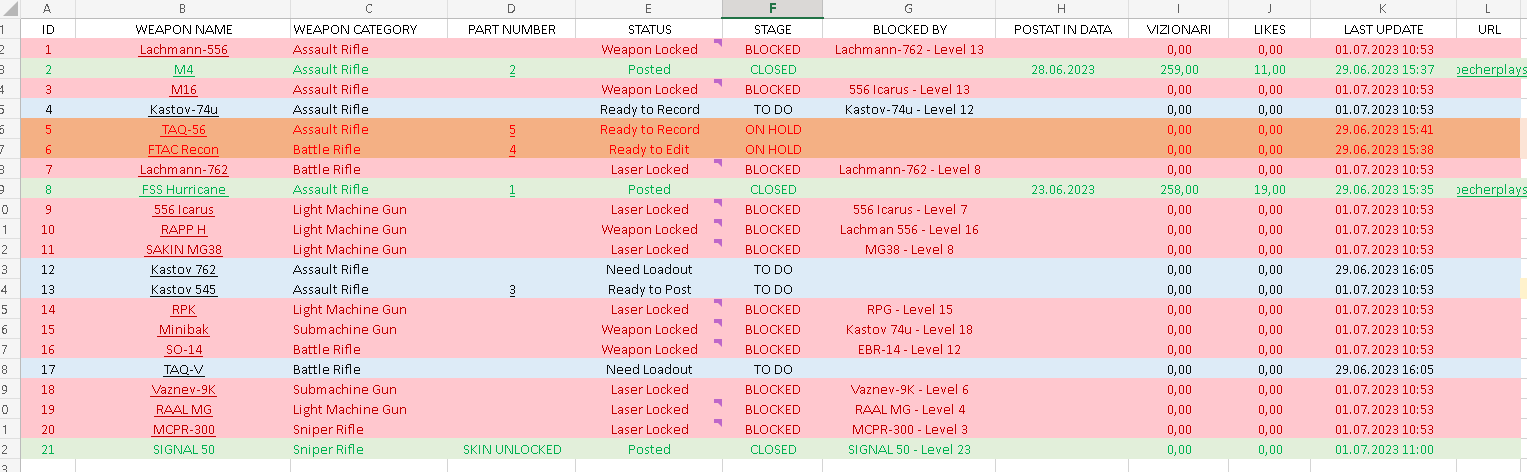 A B C D E F G H I J K L
1 ID WEAPON NAME WEAPON CATEGORY PART NUMBER STATUS STAGE BLOCKED BY POSTAT IN DATA VIZIONARI LIKES LAST UPDATE URL
2 1 Lachmann-556 Assault Rifle Weapon Locked BLOCKED Lachmann-762 - Level 13 0,00 0,00 01.07.2023 10:53
3 2 M4 Assault Rifle 2 Posted CLOSED 28.06.2023 259,00 11,00 29.06.2023 15:37 becherplays
4 3 M16 Assault Rifle Weapon Locked BLOCKED 556 Icarus - Level 13 0,00 0,00 01.07.2023 10:53
5 4 Kastov-74u Assault Rifle Ready to Record TO DO Kastov-74u - Level 12 0,00 0,00 01.07.2023 10:53
6 5 TAQ-56 Assault Rifle 5 Ready to Record ON HOLD 0,00 0,00 29.06.2023 15:41
7 6 FTAC Recon Battle Rifle 4 Ready to Edit ON HOLD 0,00 0,00 29.06.2023 15:38
8 7 Lachmann-762 Battle Rifle Laser Locked BLOCKED Lachmann-762 - Level 8 0,00 0,00 01.07.2023 10:53
9 8 FSS Hurricane Assault Rifle 1 Posted CLOSED 23.06.2023 258,00 19,00 29.06.2023 15:35 becherplays
0 9 556 Icarus Light Machine Gun Laser Locked BLOCKED 556 Icarus - Level 7 0,00 0,00 01.07.2023 10:53
1 10 RAPP H Light Machine Gun Weapon Locked BLOCKED Lachman 556 - Level 16 0,00 0,00 01.07.2023 10:53
2 11 SAKIN MG38 Light Machine Gun Laser Locked BLOCKED MG38 - Level 8 0,00 0,00 01.07.2023 10:53
3 12 Kastov 762 Assault Rifle Need Loadout TO DO 0,00 0,00 29.06.2023 16:05
4 13 Kastov 545 Assault Rifle 3 Ready to Post TO DO 0,00 0,00 01.07.2023 10:53
5 14 RPK Light Machine Gun Laser Locked BLOCKED RPG - Level 15 0,00 0,00 01.07.2023 10:53
6 15 Minibak Submachine Gun Weapon Locked BLOCKED Kastov 74u - Level 18 0,00 0,00 01.07.2023 10:53
7 16 SO-14 Battle Rifle Weapon Locked BLOCKED EBR-14 - Level 12 0,00 0,00 01.07.2023 10:53
8 17 TAQ-V Battle Rifle Need Loadout TO DO 0,00 0,00 29.06.2023 16:05
9 18 Vaznev-9K Submachine Gun Laser Locked BLOCKED Vaznev-9K - Level 6 0,00 0,00 01.07.2023 10:53
0 19 RAAL MG Light Machine Gun Laser Locked BLOCKED RAAL MG - Level 4 0,00 0,00 01.07.2023 10:53
1 20 MCPR-300 Sniper Rifle Laser Locked BLOCKED MCPR-300 - Level 3 0,00 0,00 01.07.2023 10:53
2 21 SIGNAL 50 Sniper Rifle SKIN UNLOCKED Posted CLOSED SIGNAL 50 - Level 23 0,00 0,00 01.07.2023 11:00
3